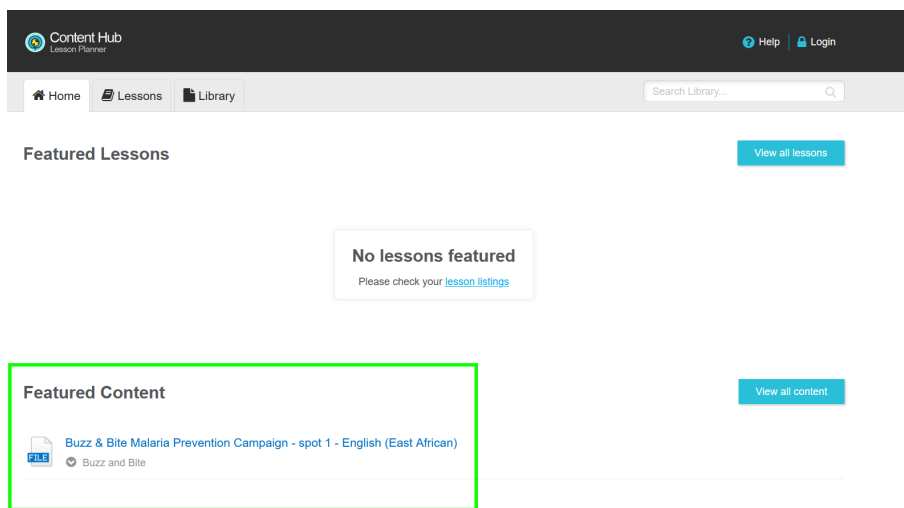 Content Hub
Lesson Planner
Help
Login
Home
Lessons
Library
Search Library...
Featured Lessons
View all lessons
No lessons featured
Please check your lesson listings
Featured Content
View all content
Buzz & Bite Malaria Prevention Campaign - spot 1 - English (East African)
FILE
Buzz and Bite